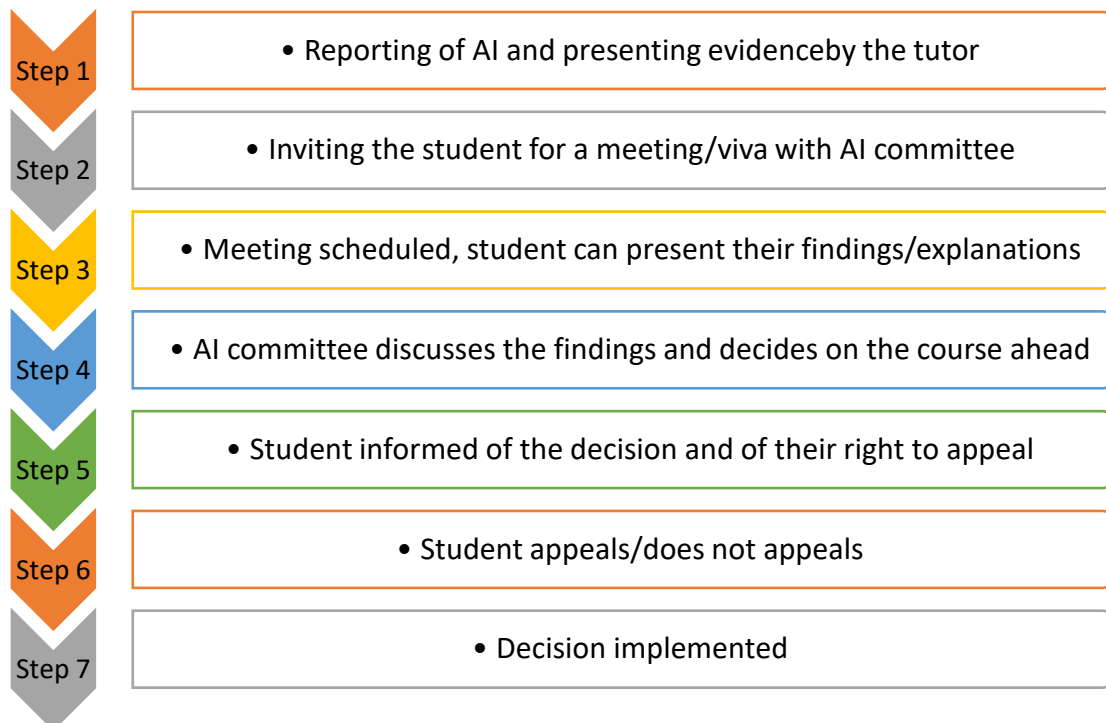 Step 1
• Reporting of AI and presenting evidenceby the tutor
Step 2
• Inviting the student for a meeting/viva with AI committee
Step 3
• Meeting scheduled, student can present their findings/explanations
Step 4
• AI committee discusses the findings and decides on the course ahead
Step 5
• Student informed of the decision and of their right to appeal
Step 6
• Student appeals/does not appeals
Step 7
• Decision implemented